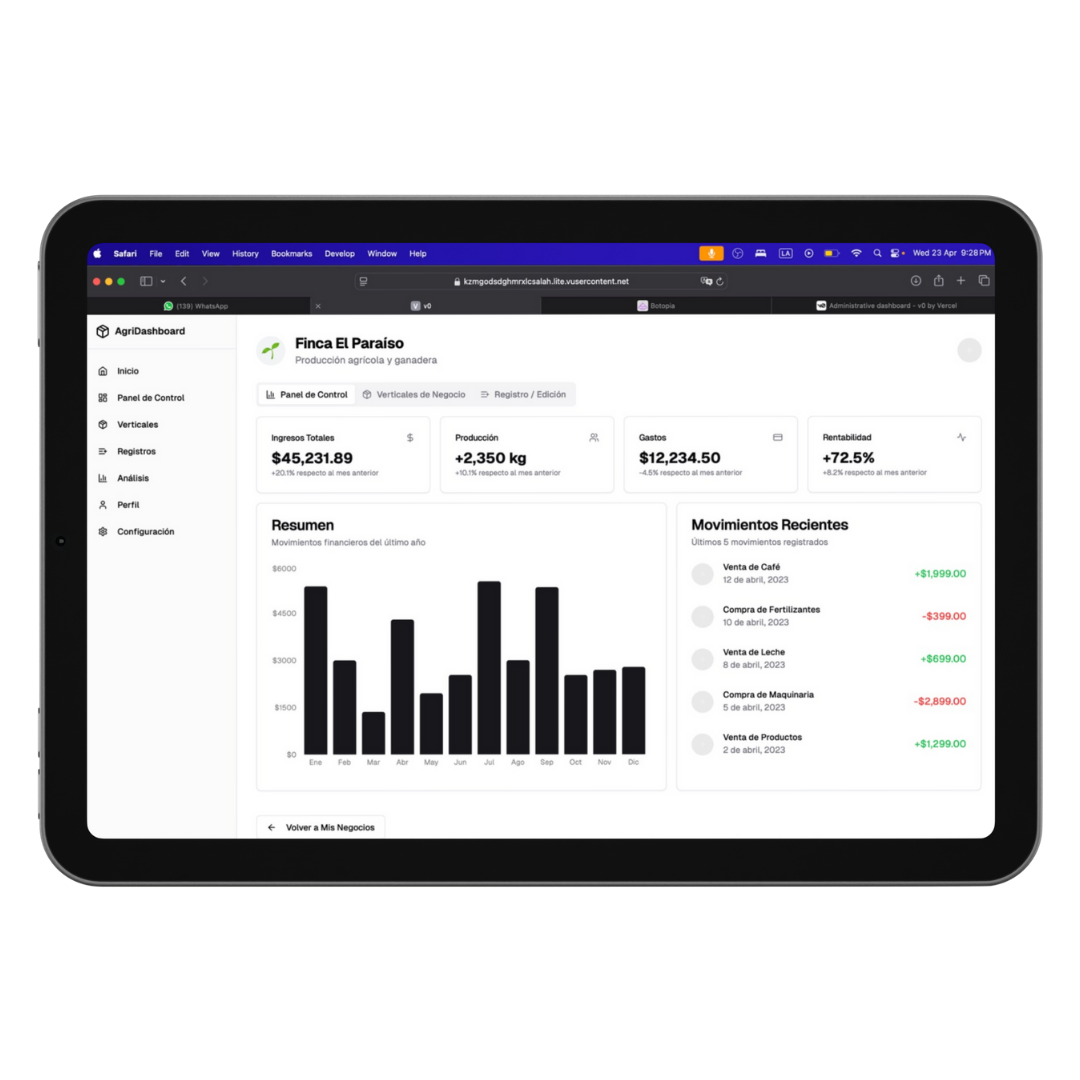 Safari File Edit View History Bookmarks Develop Window Help LA Wed 23 Apr 9:28 PM
kzmgodsdghmrxlcsalah.lite.vusercontent.net
(139) WhatsApp
v0
Botopia
Administrative dashboard - v0 by Vercel
AgriDashboard
Inicio
Panel de Control
Verticales
Registros
Análisis
Perfil
Configuración
Finca El Paraíso
Producción agrícola y ganadera
Panel de Control
Verticales de Negocio
Registro / Edición
Ingresos Totales $
$45,231.89
+20.1% respecto al mes anterior
Producción
+2,350 kg
+10.1% respecto al mes anterior
Gastos
$12,234.50
-4.5% respecto al mes anterior
Rentabilidad
+72.5%
+8.2% respecto al mes anterior
Resumen
Movimientos financieros del último año
$6000
$4500
$3000
$1500
$0
Ene Feb Mar Abr May Jun Jul Ago Sep Oct Nov Dic
Movimientos Recientes
Últimos 5 movimientos registrados
Venta de Café
12 de abril, 2023
+$1,999.00
Compra de Fertilizantes
10 de abril, 2023
-$399.00
Venta de Leche
8 de abril, 2023
+$699.00
Compra de Maquinaria
5 de abril, 2023
-$2,899.00
Venta de Productos
2 de abril, 2023
+$1,299.00
Volver a Mis Negocios